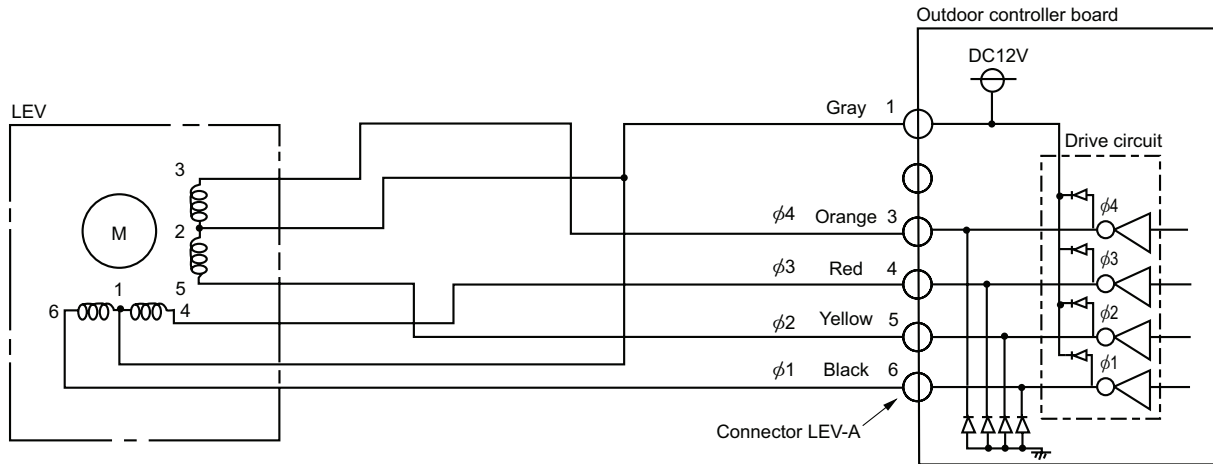 Outdoor controller board
DC12V
LEV
Gray 1
Drive circuit
3
M
2
5
6 1 4
ϕ4 Orange 3
ϕ3 Red 4
ϕ2 Yellow 5
ϕ1 Black 6
ϕ4
ϕ3
ϕ2
ϕ1
Connector LEV-A